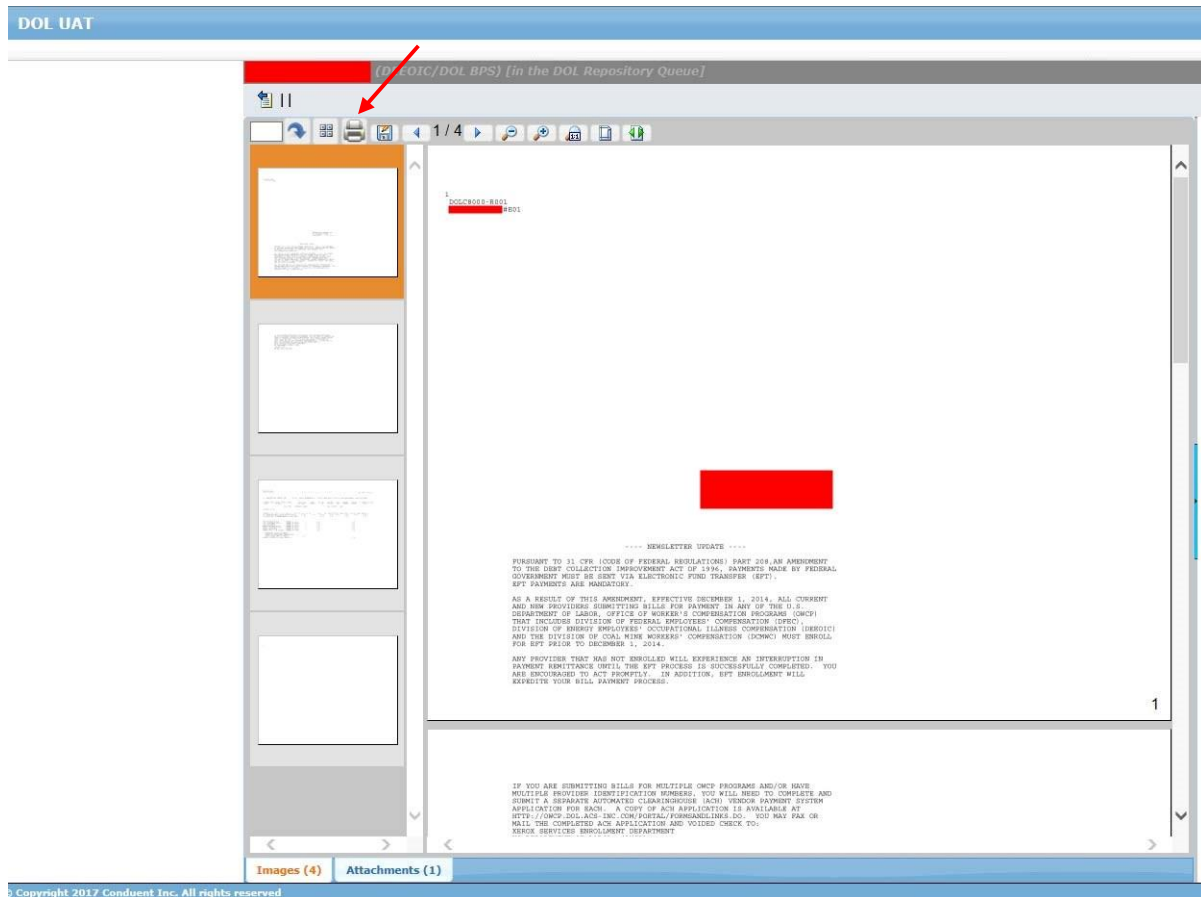 DOL UAT
(DEEOIC/DOL BPS) [in the DOL Repository Queue]
1 / 4
1
DOLC8000-R001
#R01
---- NEWSLETTER UPDATE ----
PURSUANT TO 31 CFR (CODE OF FEDERAL REGULATIONS) PART 208,AN AMENDMENT
TO THE DEBT COLLECTION IMPROVEMENT ACT OF 1996, PAYMENTS MADE BY FEDERAL
GOVERNMENT MUST BE SENT VIA ELECTRONIC FUND TRANSFER (EFT).
EFT PAYMENTS ARE MANDATORY.
AS A RESULT OF THIS AMENDMENT, EFFECTIVE DECEMBER 1, 2014, ALL CURRENT
AND NEW PROVIDERS SUBMITTING BILLS FOR PAYMENT IN ANY OF THE U.S.
DEPARTMENT OF LABOR, OFFICE OF WORKER'S COMPENSATION PROGRAMS (OWCP)
THAT INCLUDES DIVISION OF FEDERAL EMPLOYEES' COMPENSATION (DFEC),
DIVISION OF ENERGY EMPLOYEES' OCCUPATIONAL ILLNESS COMPENSATION (DEEOIC)
AND THE DIVISION OF COAL MINE WORKERS' COMPENSATION (DCMWC) MUST ENROLL
FOR EFT PRIOR TO DECEMBER 1, 2014.
ANY PROVIDER THAT HAS NOT ENROLLED WILL EXPERIENCE AN INTERRUPTION IN
PAYMENT REMITTANCE UNTIL THE EFT PROCESS IS SUCCESSFULLY COMPLETED. YOU
ARE ENCOURAGED TO ACT PROMPTLY. IN ADDITION, EFT ENROLLMENT WILL
EXPEDITE YOUR BILL PAYMENT PROCESS.
1
IF YOU ARE SUBMITTING BILLS FOR MULTIPLE OWCP PROGRAMS AND/OR HAVE
MULTIPLE PROVIDER IDENTIFICATION NUMBERS, YOU WILL NEED TO COMPLETE AND
SUBMIT A SEPARATE AUTOMATED CLEARINGHOUSE (ACH) VENDOR PAYMENT SYSTEM
APPLICATION FOR EACH. A COPY OF ACH APPLICATION IS AVAILABLE AT
HTTP://OWCP.DOL.ACS-INC.COM/PORTAL/FORMSANDLINKS.DO. YOU MAY FAX OR
MAIL THE COMPLETED ACH APPLICATION AND VOIDED CHECK TO:
XEROX SERVICES ENROLLMENT DEPARTMENT
Images (4) Attachments (1)
© Copyright 2017 Conduent Inc. All rights reserved